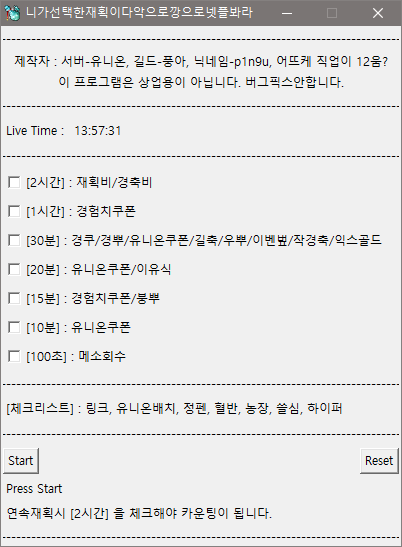 니가선택한재획이다악으로깡으로넷플봐라
제작자 : 서버-유니온, 길드-풍아, 닉네임-p1n9u, 어뜨케 직업이 12움?
이 프로그램은 상업용이 아닙니다. 버그픽스안합니다.
Live Time : 13:57:31
[2시간] : 재획비/경축비
[1시간] : 경험치쿠폰
[30분] : 경쿠/경뿌/유니온쿠폰/길축/우뿌/이벤벞/작경축/익스골드
[20분] : 유니온쿠폰/이유식
[15분] : 경험치쿠폰/붕뿌
[10분] : 유니온쿠폰
[100초] : 메소회수
[체크리스트] : 링크, 유니온배치, 정펜, 혈반, 농장, 쓸심, 하이퍼
Start
Reset
Press Start
연속재획시 [2시간] 을 체크해야 카운팅이 됩니다.